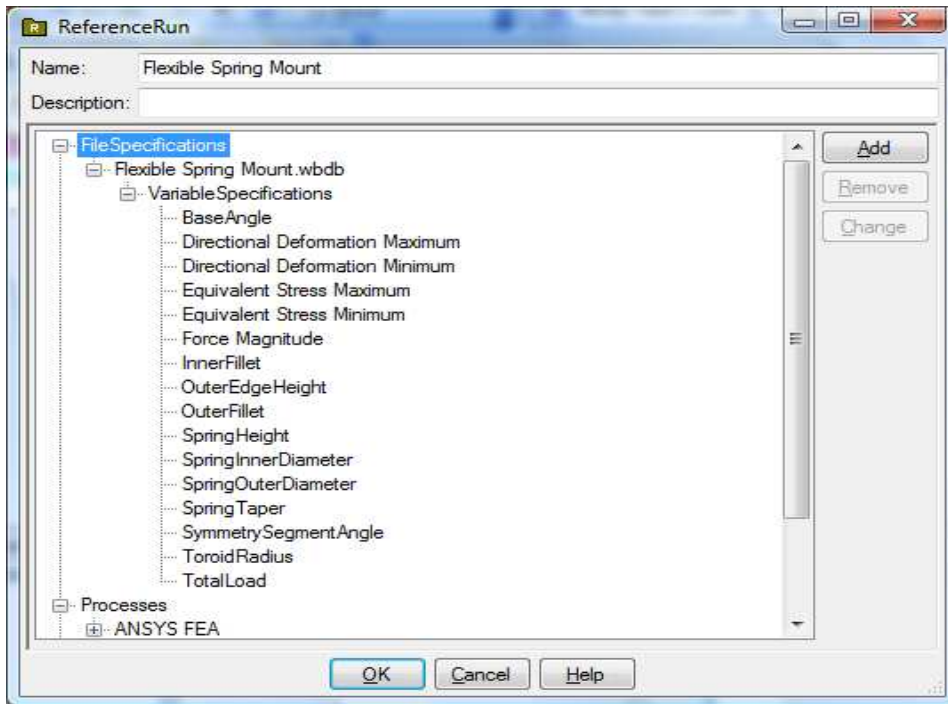 R ReferenceRun
Name: Flexible Spring Mount
Description:
FileSpecifications
Flexible Spring Mount.wbdb
VariableSpecifications
BaseAngle
Directional Deformation Maximum
Directional Deformation Minimum
Equivalent Stress Maximum
Equivalent Stress Minimum
Force Magnitude
InnerFillet
OuterEdgeHeight
OuterFillet
SpringHeight
SpringInnerDiameter
SpringOuterDiameter
SpringTaper
SymmetrySegmentAngle
ToroidRadius
TotalLoad
Processes
ANSYS FEA
Add
Remove
Change
OK Cancel Help